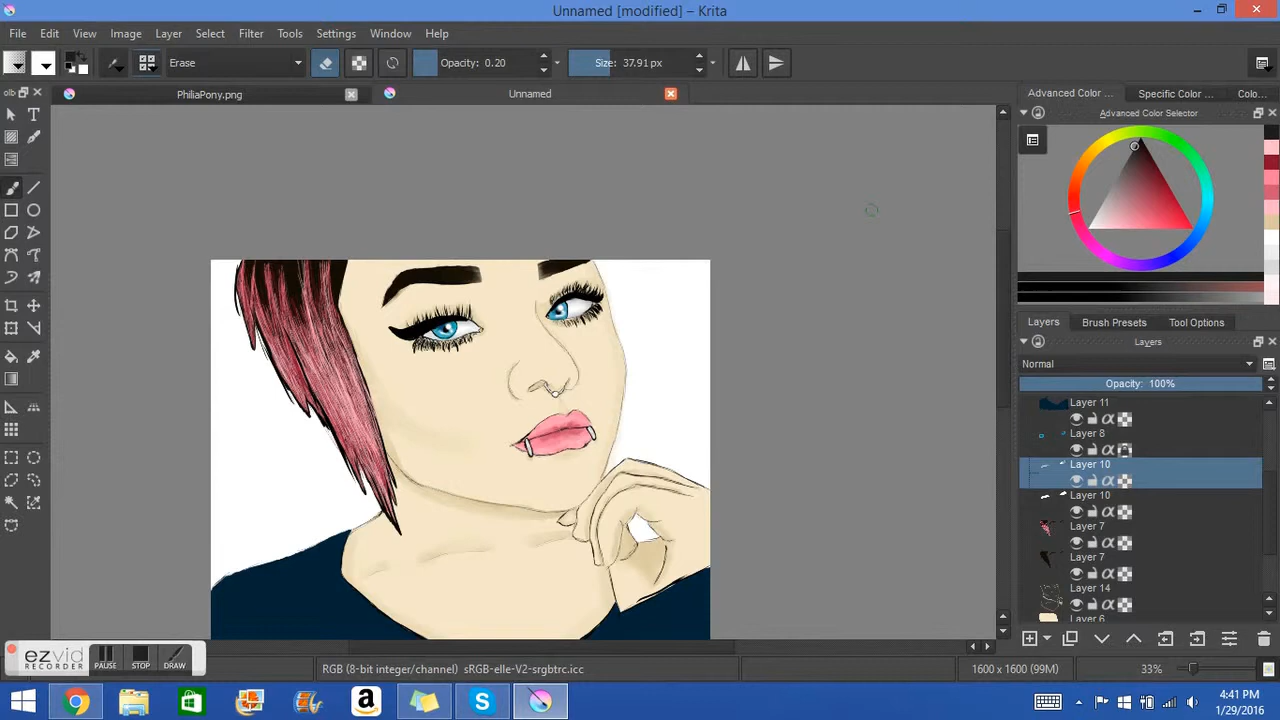 Unnamed [modified] – Krita
File Edit View Image Layer Select Filter Tools Settings Window Help
Erase Opacity: 0.20 Size: 37.91 px
PhiliaPony.png Unnamed
Advanced Color ... Specific Color ... Colo...
Advanced Color Selector
Layers Brush Presets Tool Options
Layers
Normal
Opacity: 100%
Layer 11
Layer 8
Layer 10
Layer 10
Layer 7
Layer 7
Layer 14
Layer 6
ezvid
RECORDER
PAUSE STOP DRAW
RGB (8-bit integer/channel) sRGB-elle-V2-srgbtrc.icc 1600 x 1600 (99M) 33%
4:41 PM
1/29/2016